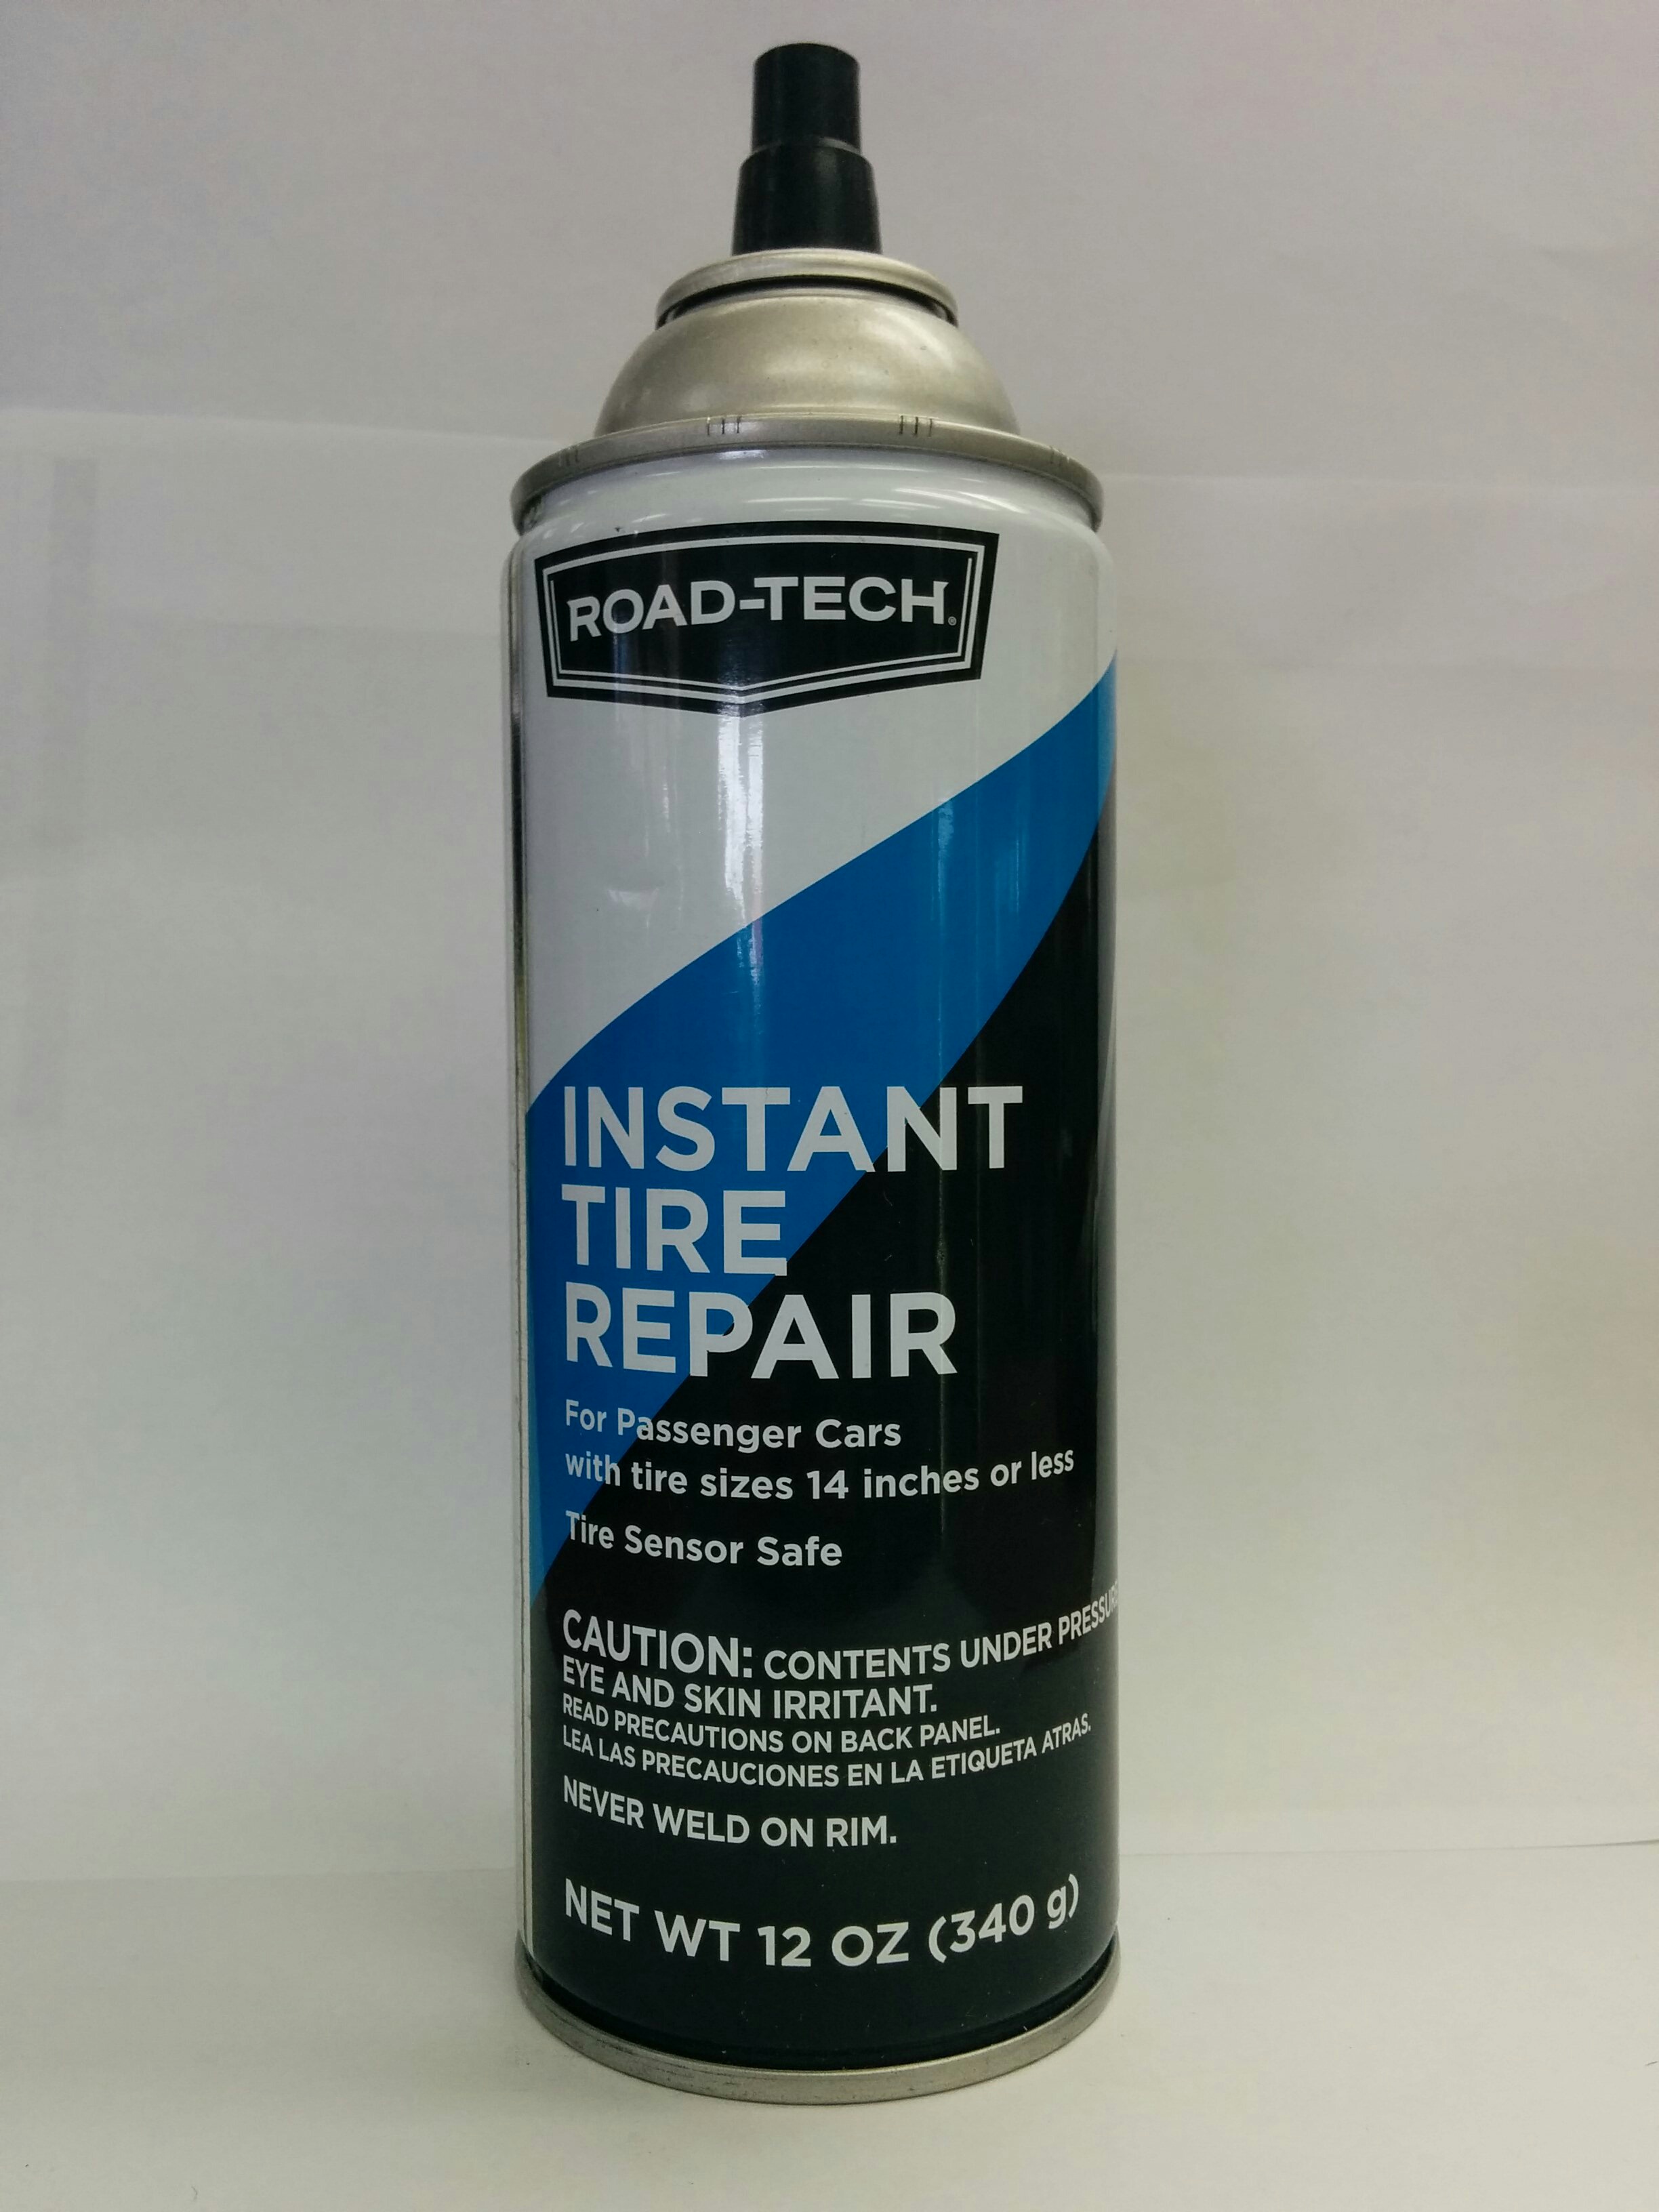 ROAD-TECH®
INSTANT
TIRE
REPAIR
For Passenger Cars
with tire sizes 14 inches or less
Tire Sensor Safe
CAUTION: CONTENTS UNDER PRESSURE
EYE AND SKIN IRRITANT.
READ PRECAUTIONS ON BACK PANEL.
LEA LAS PRECAUCIONES EN LA ETIQUETA ATRAS.
NEVER WELD ON RIM.
NET WT 12 OZ (340 g)